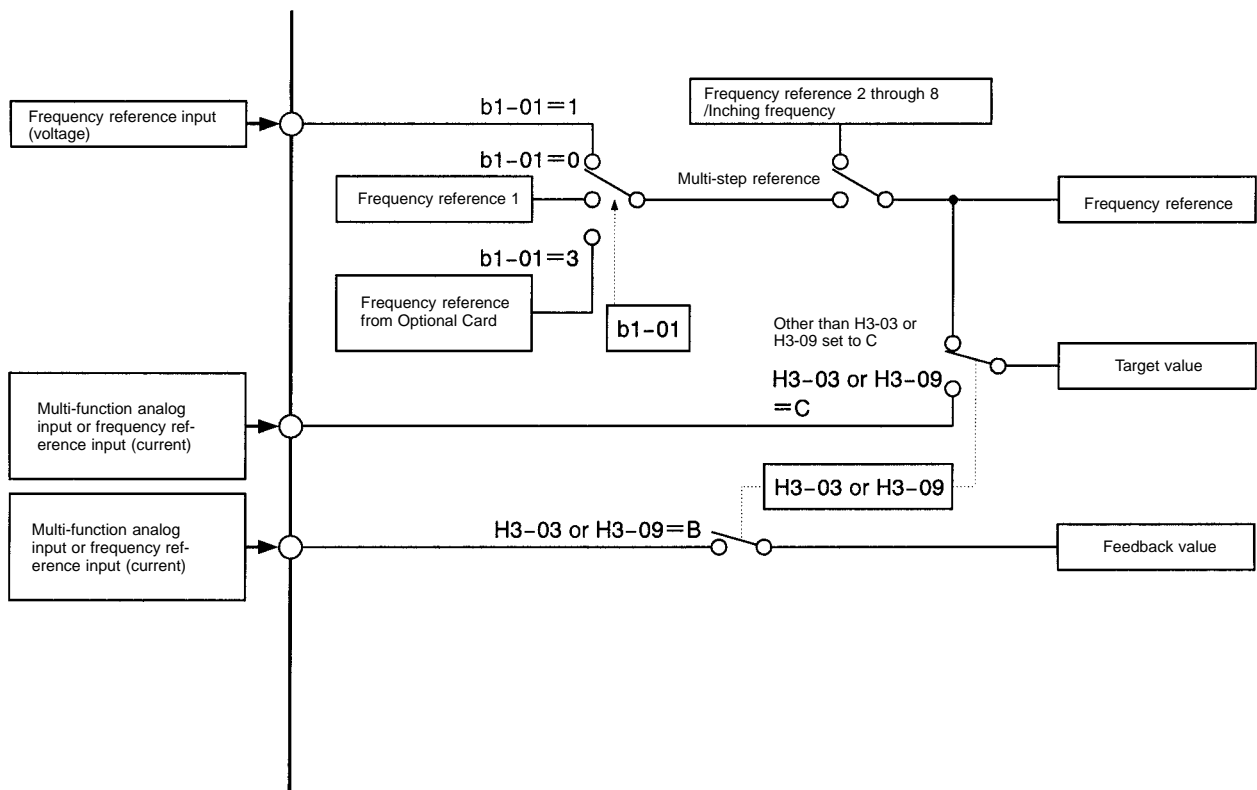 Frequency reference input
(voltage)
b1-01=1
b1-01=0
Frequency reference 1
b1-01=3
Frequency reference
from Optional Card
b1-01
Multi-step reference
Frequency reference 2 through 8
/Inching frequency
Frequency reference
Other than H3-03 or
H3-09 set to C
H3-03 or H3-09
=C
Target value
Multi-function analog
input or frequency ref-
erence input (current)
H3-03 or H3-09
Multi-function analog
input or frequency ref-
erence input (current)
H3-03 or H3-09=B
Feedback value